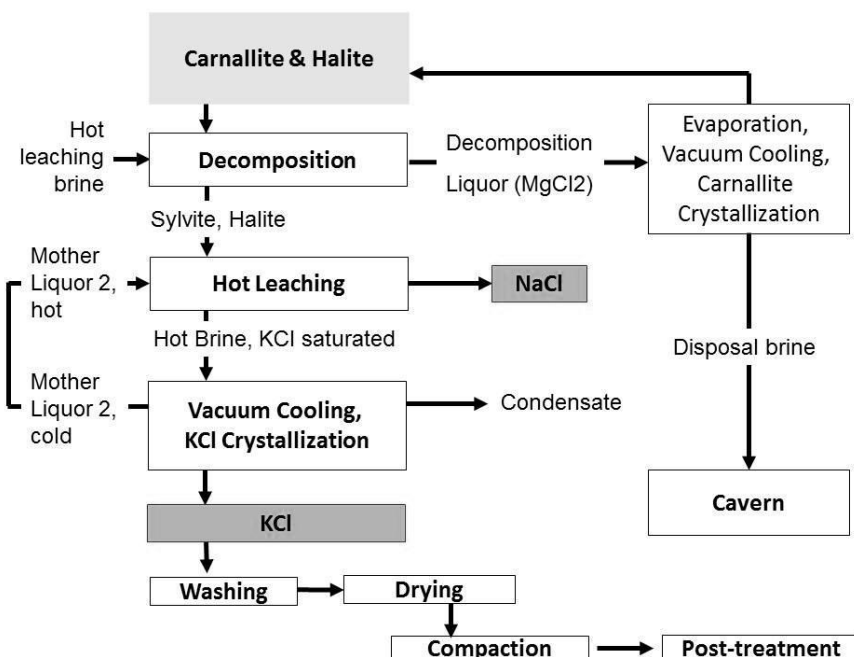 Carnallite & Halite
Hot
leaching
brine
Decomposition
Decomposition
Liquor (MgCl2)
Evaporation,
Vacuum Cooling,
Carnallite
Crystallization
Sylvite, Halite
Mother
Liquor 2,
hot
Hot Leaching
NaCl
Hot Brine, KCl saturated
Disposal brine
Mother
Liquor 2,
cold
Vacuum Cooling,
KCl Crystallization
Condensate
Cavern
KCl
Washing
Drying
Compaction
Post-treatment